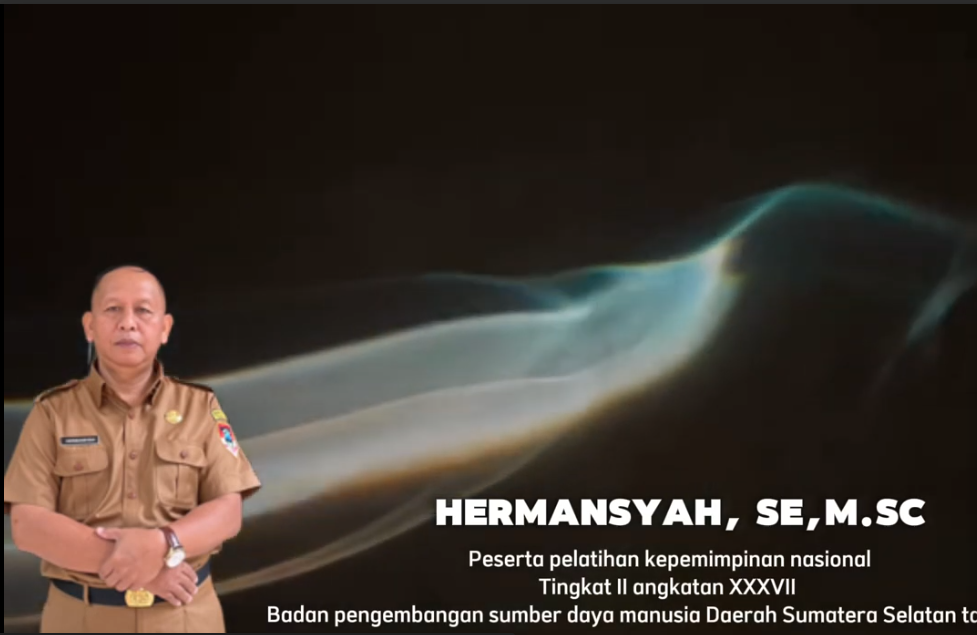 HERMANSYAH, SE,M.SC
Peserta pelatihan kepemimpinan nasional
Tingkat II angkatan XXXVII
Badan pengembangan sumber daya manusia Daerah Sumatera Selatan